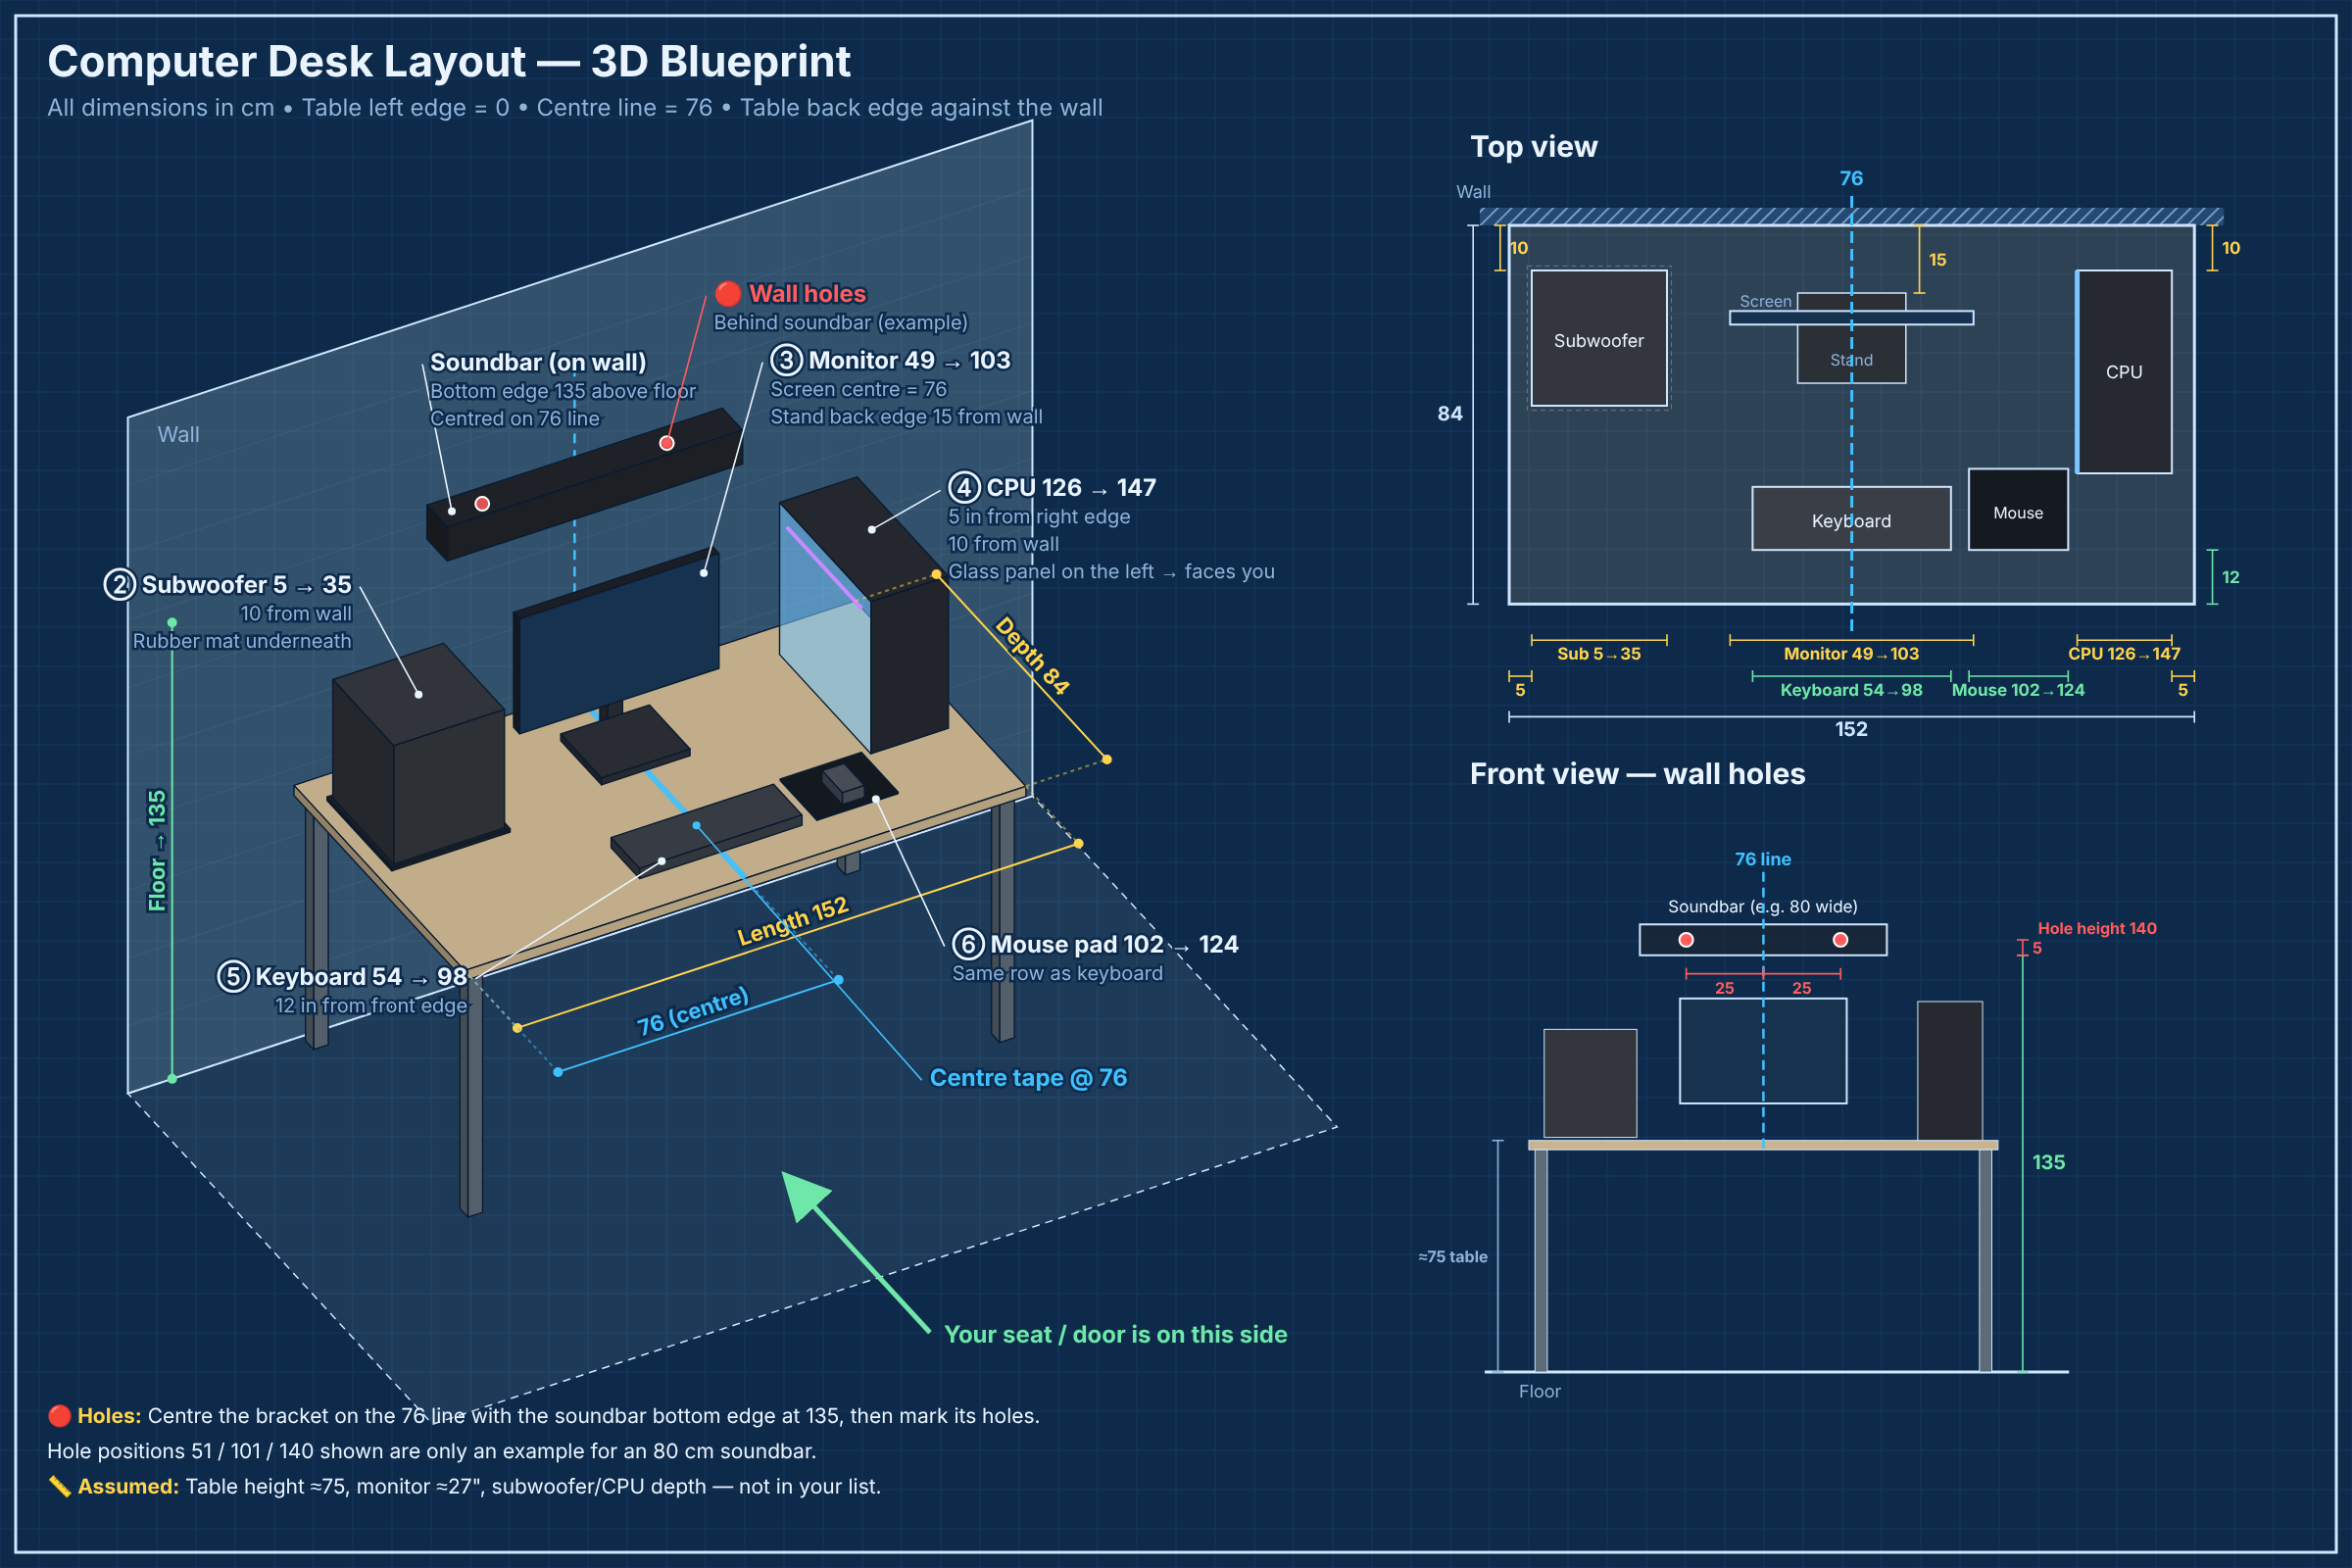 Computer Desk Layout — 3D Blueprint
All dimensions in cm • Table left edge = 0 • Centre line = 76 • Table back edge against the wall
Wall
🔴 Wall holes
Behind soundbar (example)
Soundbar (on wall)
Bottom edge 135 above floor
Centred on 76 line
③ Monitor 49 → 103
Screen centre = 76
Stand back edge 15 from wall
④ CPU 126 → 147
5 in from right edge
10 from wall
Glass panel on the left → faces you
② Subwoofer 5 → 35
10 from wall
Rubber mat underneath
Depth 84
Floor → 135
Length 152
76 (centre)
⑤ Keyboard 54 → 98
12 in from front edge
⑥ Mouse pad 102 → 124
Same row as keyboard
Centre tape @ 76
Your seat / door is on this side
🔴 Holes: Centre the bracket on the 76 line with the soundbar bottom edge at 135, then mark its holes.
Hole positions 51 / 101 / 140 shown are only an example for an 80 cm soundbar.
📏 Assumed: Table height ≈75, monitor ≈27", subwoofer/CPU depth — not in your list.
Top view
76
Wall
10
15
10
Screen
Subwoofer
Stand
CPU
84
Keyboard
Mouse
12
Sub 5→35
Monitor 49→103
CPU 126→147
5
Keyboard 54→98
Mouse 102→124
5
152
Front view — wall holes
76 line
Soundbar (e.g. 80 wide)
Hole height 140
5
25
25
135
≈75 table
Floor